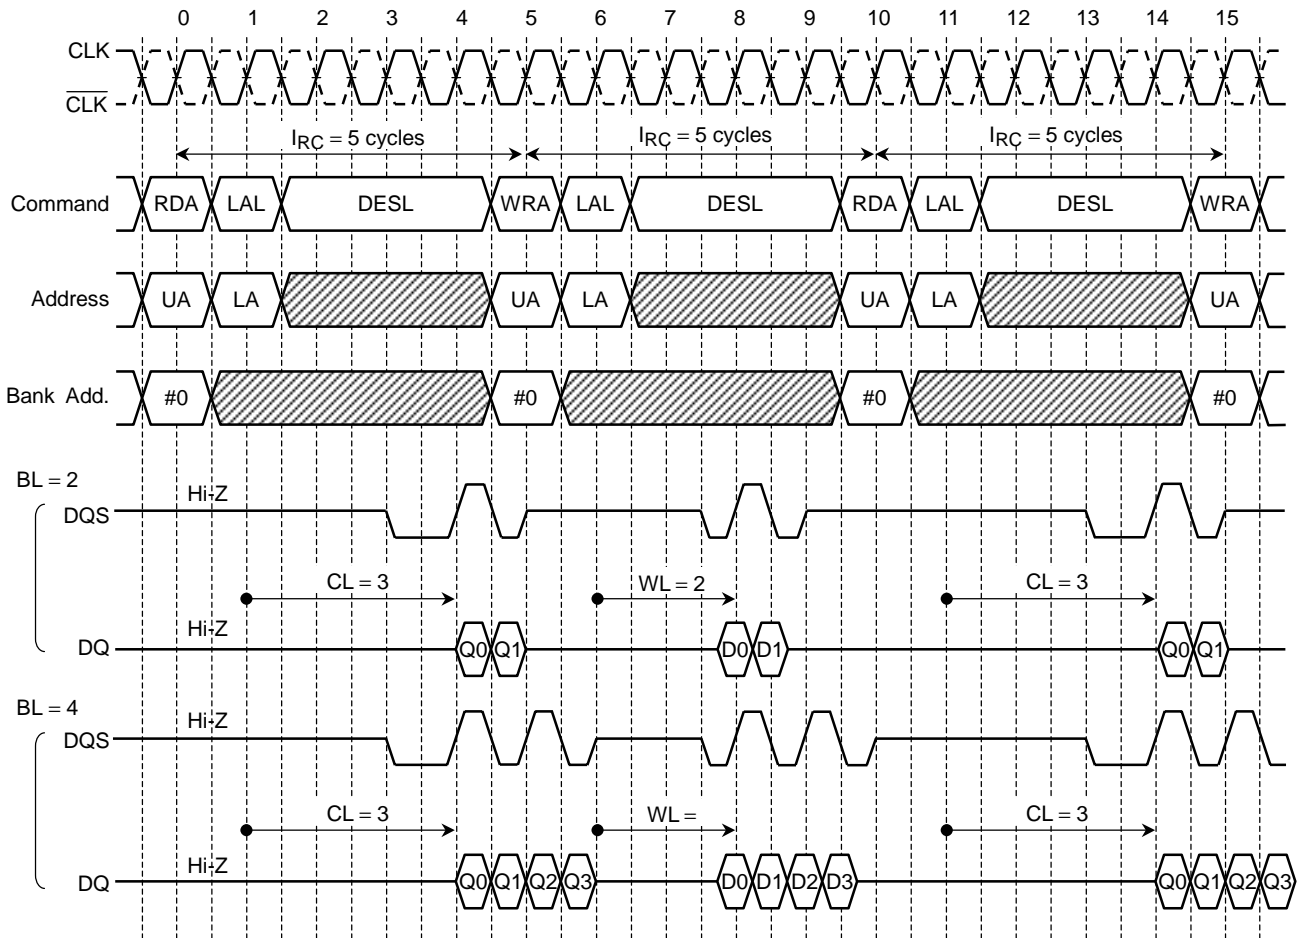 0 1 2 3 4 5 6 7 8 9 10 11 12 13 14 15
CLK
CLK
IRC = 5 cycles IRC = 5 cycles IRC = 5 cycles
Command RDA LAL DESL WRA LAL DESL RDA LAL DESL WRA
Address UA LA UA LA UA LA UA
Bank Add. #0 #0 #0 #0
BL = 2
Hi-Z
DQS
CL = 3 WL = 2 CL = 3
Hi-Z
DQ Q0 Q1 D0 D1 Q0 Q1
BL = 4
Hi-Z
DQS
CL = 3 WL = CL = 3
Hi-Z
DQ Q0 Q1 Q2 Q3 D0 D1 D2 D3 Q0 Q1 Q2 Q3